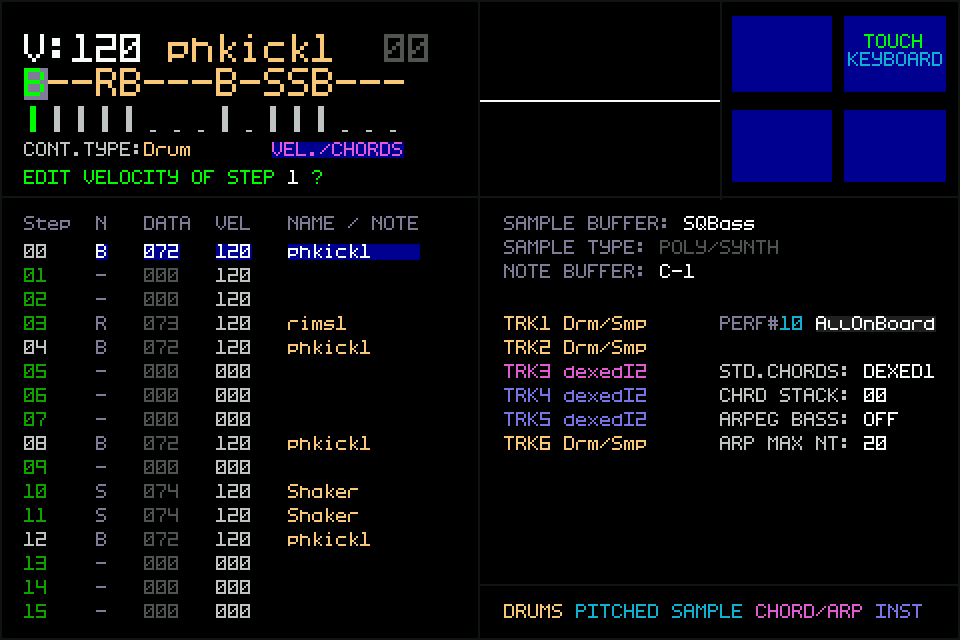 V:120 phkick1 00
B--RB---B-SSB---
CONT.TYPE:Drum VEL./CHORDS
EDIT VELOCITY OF STEP 1 ?
TOUCH
KEYBOARD
Step N DATA VEL NAME / NOTE
00 B 072 120 phkick1
01 - 000 120
02 - 000 120
03 R 073 120 rims1
04 B 072 120 phkick1
05 - 000 000
06 - 000 000
07 - 000 000
08 B 072 120 phkick1
09 - 000 000
10 S 074 120 Shaker
11 S 074 120 Shaker
12 B 072 120 phkick1
13 - 000 000
14 - 000 000
15 - 000 000
SAMPLE BUFFER: SQBass
SAMPLE TYPE: POLY/SYNTH
NOTE BUFFER: C-1
TRK1 Drm/Smp PERF#10 AllOnBoard
TRK2 Drm/Smp
TRK3 dexedI2 STD.CHORDS: DEXED1
TRK4 dexedI2 CHRD STACK: 00
TRK5 dexedI2 ARPEG BASS: OFF
TRK6 Drm/Smp ARP MAX NT: 20
DRUMS PITCHED SAMPLE CHORD/ARP INST